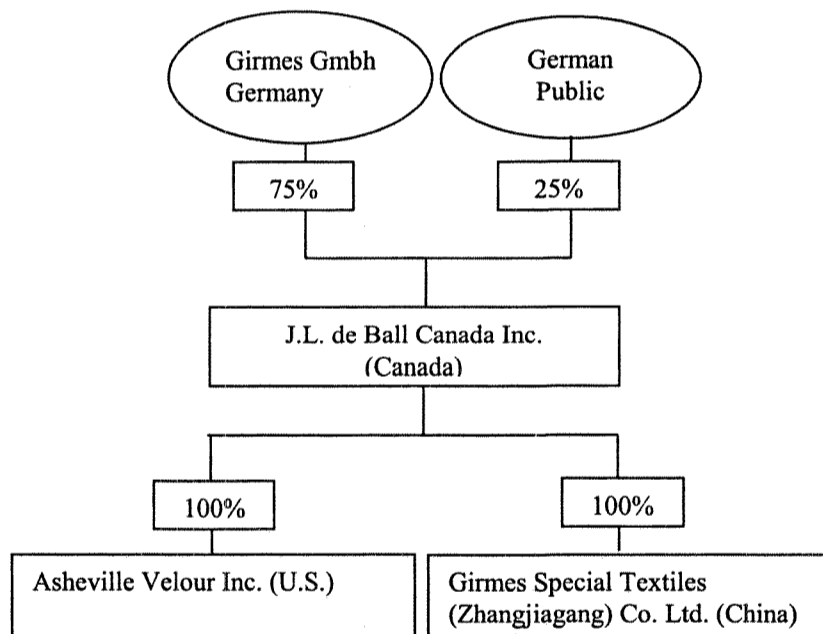 Girmes Gmbh
Germany
German
Public
75%
25%
J.L. de Ball Canada Inc.
(Canada)
100%
100%
Asheville Velour Inc. (U.S.)
Girmes Special Textiles
(Zhangjiagang) Co. Ltd. (China)